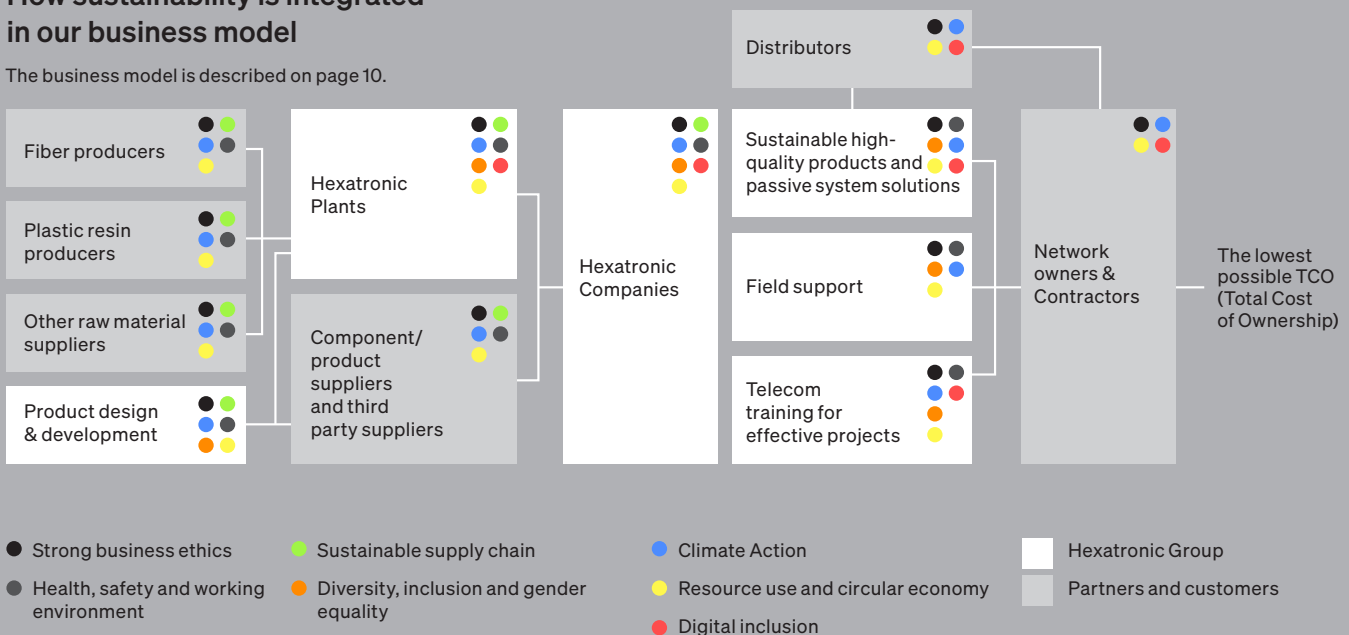 How sustainability is integrated
in our business model
The business model is described on page 10.
Fiber producers
Plastic resin
producers
Other raw material
suppliers
Product design
& development
Hexatronic
Plants
Component/
product
suppliers
and third
party suppliers
Hexatronic
Companies
Distributors
Sustainable high-
quality products and
passive system solutions
Field support
Telecom
training for
effective projects
Network
owners &
Contractors
The lowest
possible TCO
(Total Cost
of Ownership)
Strong business ethics
Health, safety and working
environment
Sustainable supply chain
Diversity, inclusion and gender
equality
Climate Action
Resource use and circular economy
Digital inclusion
Hexatronic Group
Partners and customers